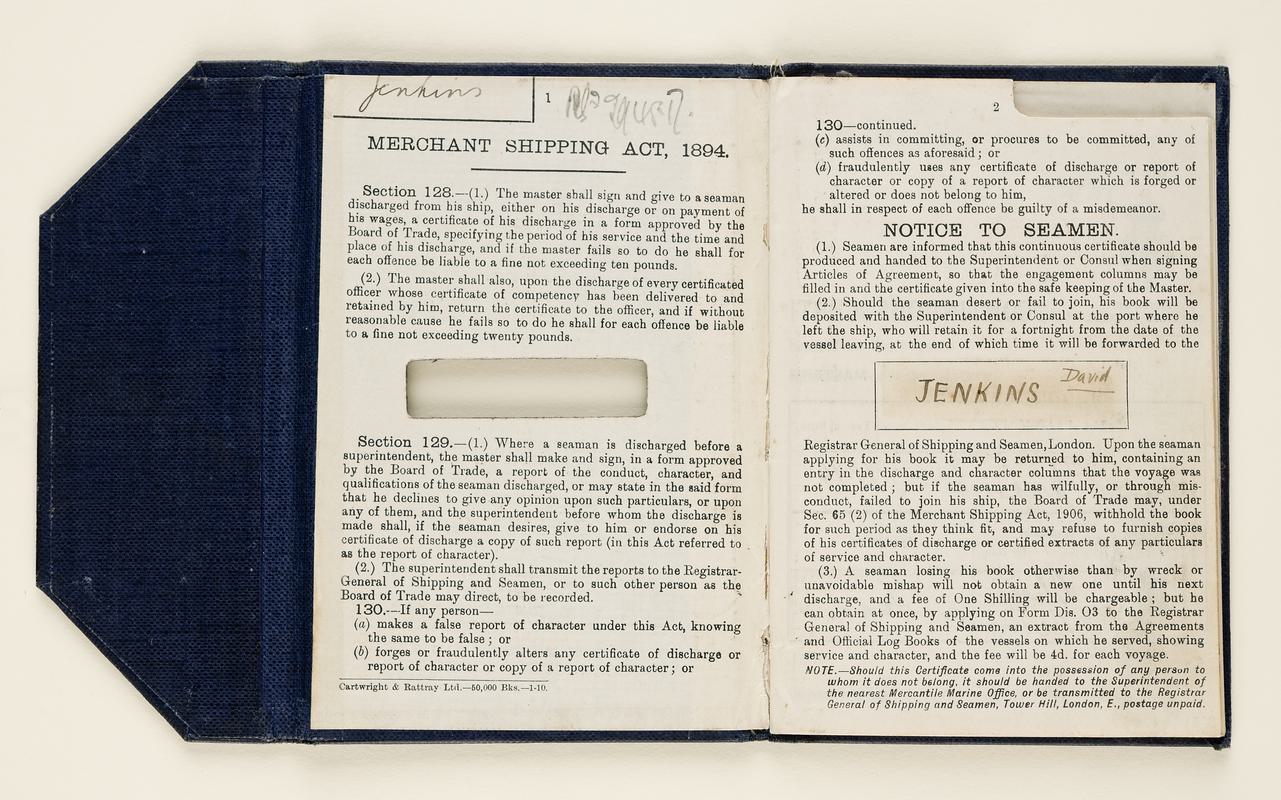 Jenkins
1
MERCHANT SHIPPING ACT, 1894.
Section 128.—(1.) The master shall sign and give to a seaman
discharged from his ship, either on his discharge or on payment of
his wages, a certificate of his discharge in a form approved by the
Board of Trade, specifying the period of his service and the time and
place of his discharge, and if the master fails so to do he shall for
each offence be liable to a fine not exceeding ten pounds.
(2.) The master shall also, upon the discharge of every certificated
officer whose certificate of competency has been delivered to and
retained by him, return the certificate to the officer, and if without
reasonable cause he fails so to do he shall for each offence be liable
to a fine not exceeding twenty pounds.
Section 129.—(1.) Where a seaman is discharged before a
superintendent, the master shall make and sign, in a form approved
by the Board of Trade, a report of the conduct, character, and
qualifications of the seaman discharged, or may state in the said form
that he declines to give any opinion upon such particulars, or upon
any of them, and the superintendent before whom the discharge is
made shall, if the seaman desires, give to him or endorse on his
certificate of discharge a copy of such report (in this Act referred to
as the report of character).
(2.) The superintendent shall transmit the reports to the Registrar-
General of Shipping and Seamen, or to such other person as the
Board of Trade may direct, to be recorded.
130.—If any person—
(a) makes a false report of character under this Act, knowing
the same to be false ; or
(b) forges or fraudulently alters any certificate of discharge or
report of character or copy of a report of character ; or
Cartwright & Rattray Ltd.—50,000 Bks.—1-10.
2
130—continued.
(c) assists in committing, or procures to be committed, any of
such offences as aforesaid ; or
(d) fraudulently uses any certificate of discharge or report of
character or copy of a report of character which is forged or
altered or does not belong to him,
he shall in respect of each offence be guilty of a misdemeanor.
NOTICE TO SEAMEN.
(1.) Seamen are informed that this continuous certificate should be
produced and handed to the Superintendent or Consul when signing
Articles of Agreement, so that the engagement columns may be
filled in and the certificate given into the safe keeping of the Master.
(2.) Should the seaman desert or fail to join, his book will be
deposited with the Superintendent or Consul at the port where he
left the ship, who will retain it for a fortnight from the date of the
vessel leaving, at the end of which time it will be forwarded to the
JENKINS David
Registrar General of Shipping and Seamen, London. Upon the seaman
applying for his book it may be returned to him, containing an
entry in the discharge and character columns that the voyage was
not completed ; but if the seaman has wilfully, or through mis-
conduct, failed to join his ship, the Board of Trade may, under
Sec. 65 (2) of the Merchant Shipping Act, 1906, withhold the book
for such period as they think fit, and may refuse to furnish copies
of his certificates of discharge or certified extracts of any particulars
of service and character.
(3.) A seaman losing his book otherwise than by wreck or
unavoidable mishap will not obtain a new one until his next
discharge, and a fee of One Shilling will be chargeable ; but he
can obtain at once, by applying on Form Dis. O3 to the Registrar
General of Shipping and Seamen, an extract from the Agreements
and Official Log Books of the vessels on which he served, showing
service and character, and the fee will be 4d. for each voyage.
NOTE.—Should this Certificate come into the possession of any person to
whom it does not belong, it should be handed to the Superintendent of
the nearest Mercantile Marine Office, or be transmitted to the Registrar
General of Shipping and Seamen, Tower Hill, London, E., postage unpaid.